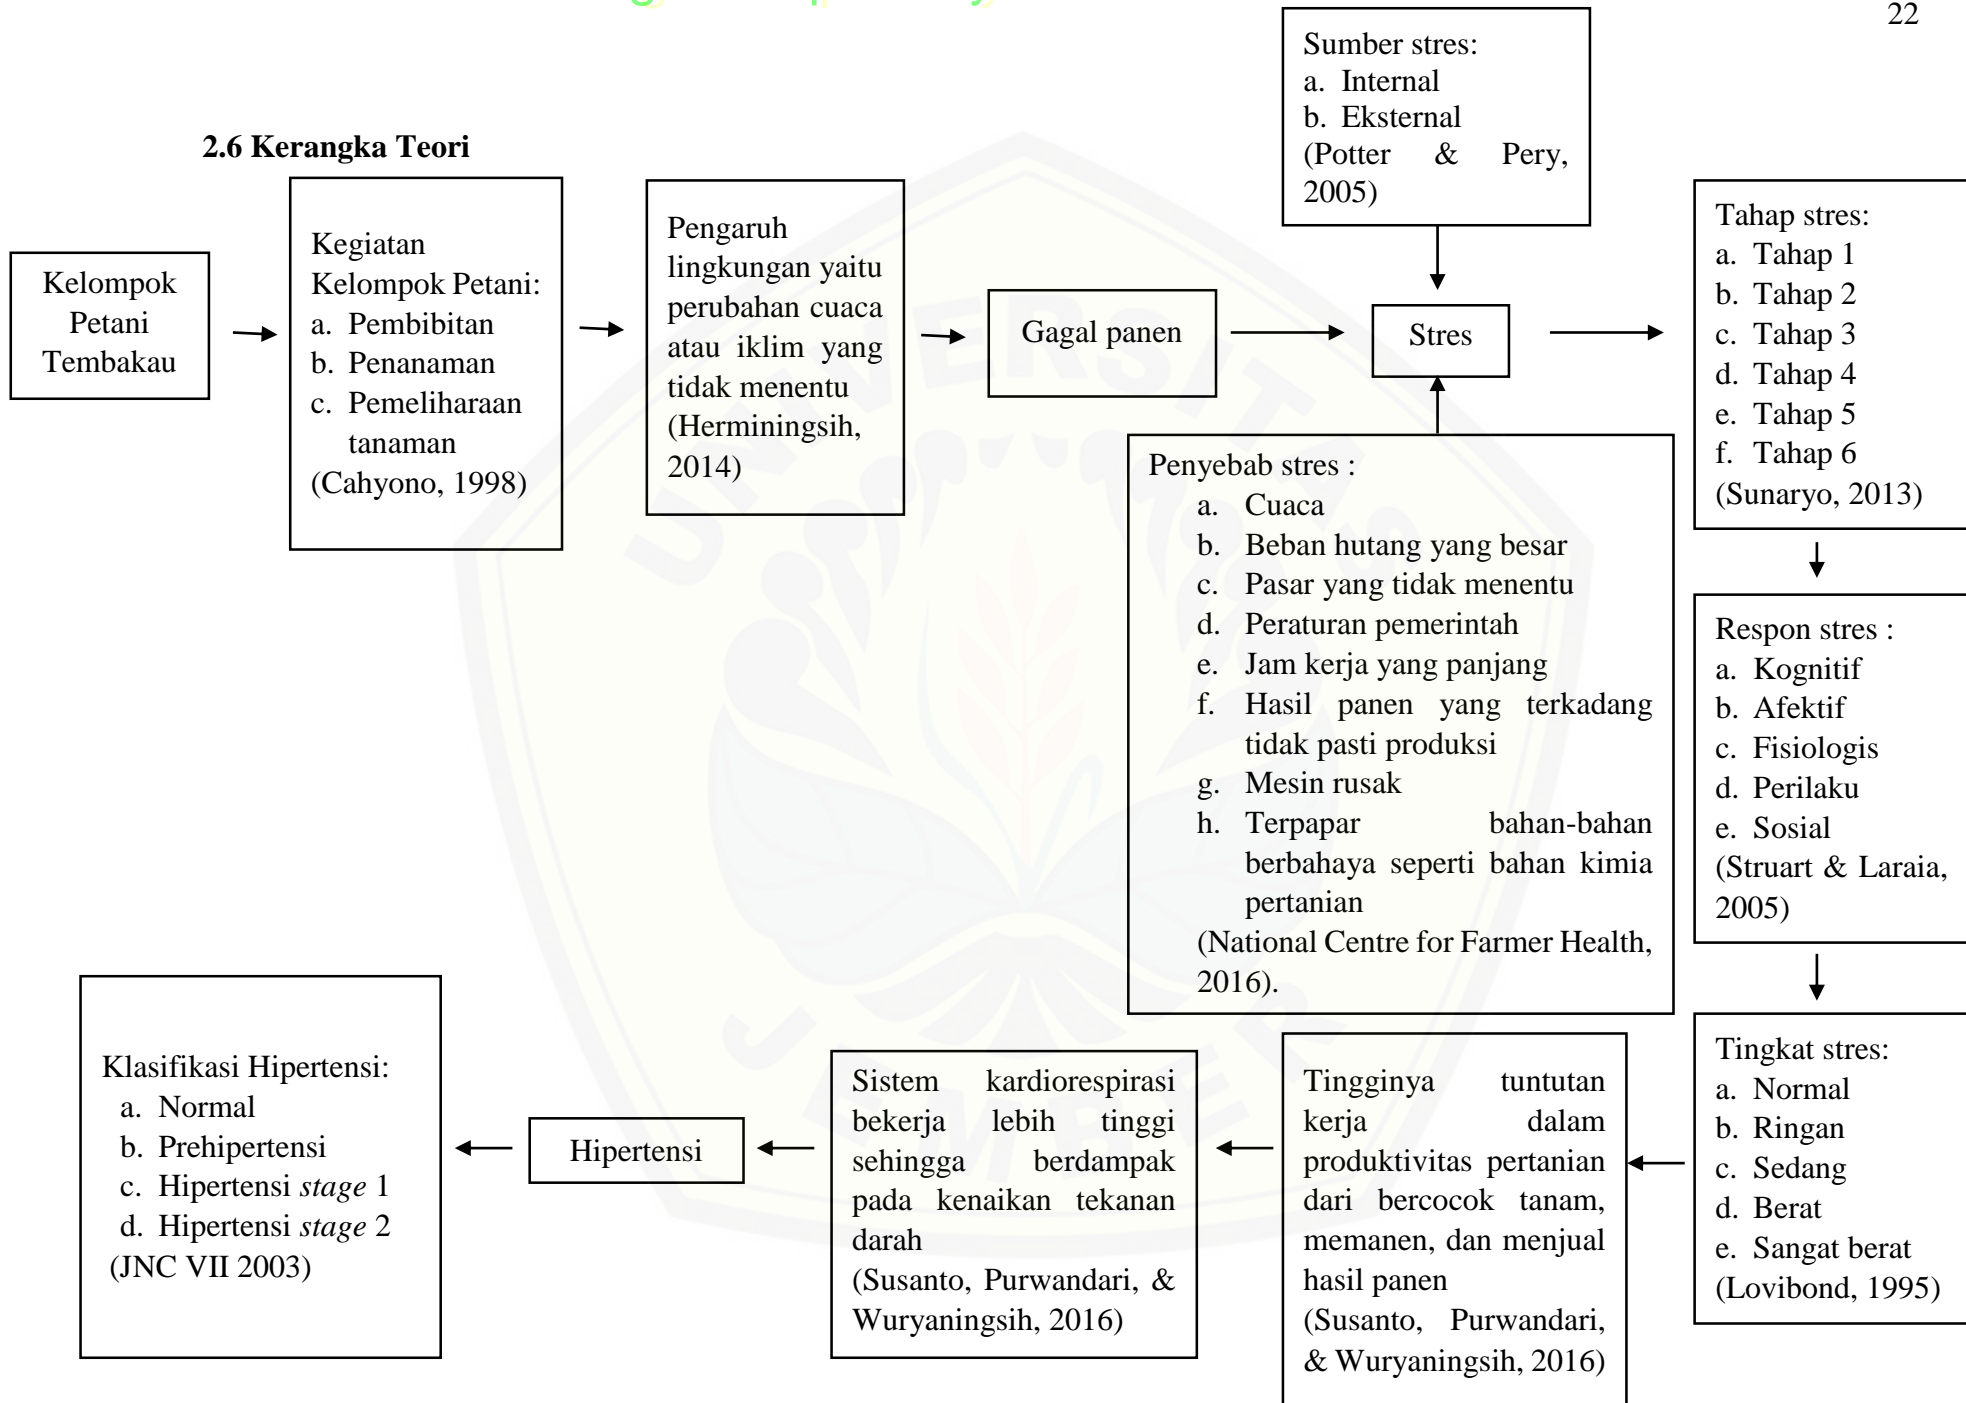 22
2.6 Kerangka Teori
Kelompok
Petani
Tembakau
Kegiatan
Kelompok Petani:
a. Pembibitan
b. Penanaman
c. Pemeliharaan
tanaman
(Cahyono, 1998)
Pengaruh
lingkungan yaitu
perubahan cuaca
atau iklim yang
tidak menentu
(Herminingsih,
2014)
Gagal panen
Sumber stres:
a. Internal
b. Eksternal
(Potter & Pery,
2005)
Stres
Penyebab stres :
a. Cuaca
b. Beban hutang yang besar
c. Pasar yang tidak menentu
d. Peraturan pemerintah
e. Jam kerja yang panjang
f. Hasil panen yang terkadang
tidak pasti produksi
g. Mesin rusak
h. Terpapar bahan-bahan
berbahaya seperti bahan kimia
pertanian
(National Centre for Farmer Health,
2016).
Tahap stres:
a. Tahap 1
b. Tahap 2
c. Tahap 3
d. Tahap 4
e. Tahap 5
f. Tahap 6
(Sunaryo, 2013)
Respon stres :
a. Kognitif
b. Afektif
c. Fisiologis
d. Perilaku
e. Sosial
(Struart & Laraia,
2005)
Tingkat stres:
a. Normal
b. Ringan
c. Sedang
d. Berat
e. Sangat berat
(Lovibond, 1995)
Tingginya tuntutan
kerja dalam
produktivitas pertanian
dari bercocok tanam,
memanen, dan menjual
hasil panen
(Susanto, Purwandari,
& Wuryaningsih, 2016)
Sistem kardiorespirasi
bekerja lebih tinggi
sehingga berdampak
pada kenaikan tekanan
darah
(Susanto, Purwandari, &
Wuryaningsih, 2016)
Hipertensi
Klasifikasi Hipertensi:
a. Normal
b. Prehipertensi
c. Hipertensi stage 1
d. Hipertensi stage 2
(JNC VII 2003)
UNIVERSITAS
JEMBER